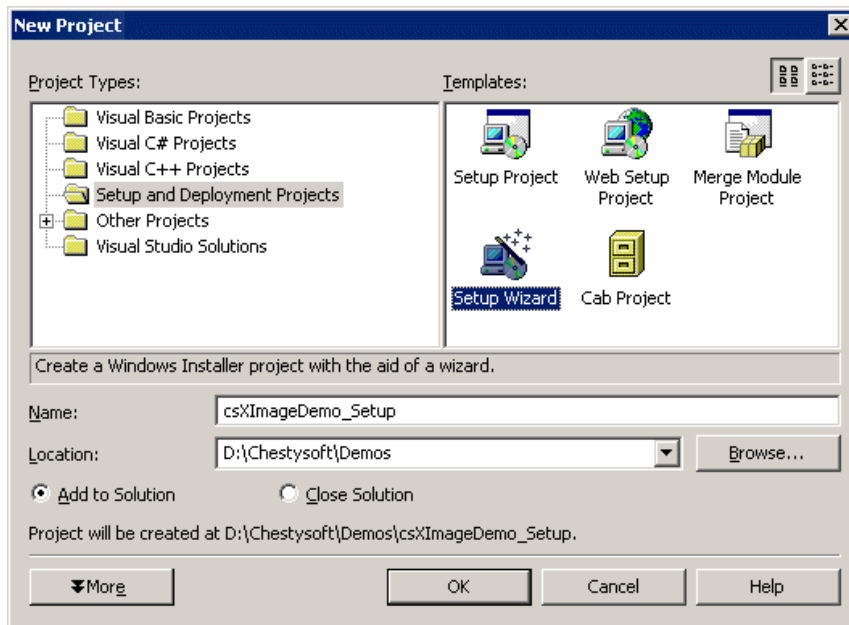 New Project
Project Types:
Templates:
Visual Basic Projects
Visual C# Projects
Visual C++ Projects
Setup and Deployment Projects
Other Projects
Visual Studio Solutions
Setup Project
Web Setup Project
Merge Module Project
Setup Wizard
Cab Project
Create a Windows Installer project with the aid of a wizard.
Name:
csXImageDemo_Setup
Location:
D:\Chestysoft\Demos
Browse...
Add to Solution
Close Solution
Project will be created at D:\Chestysoft\Demos\csXImageDemo_Setup.
More
OK
Cancel
Help